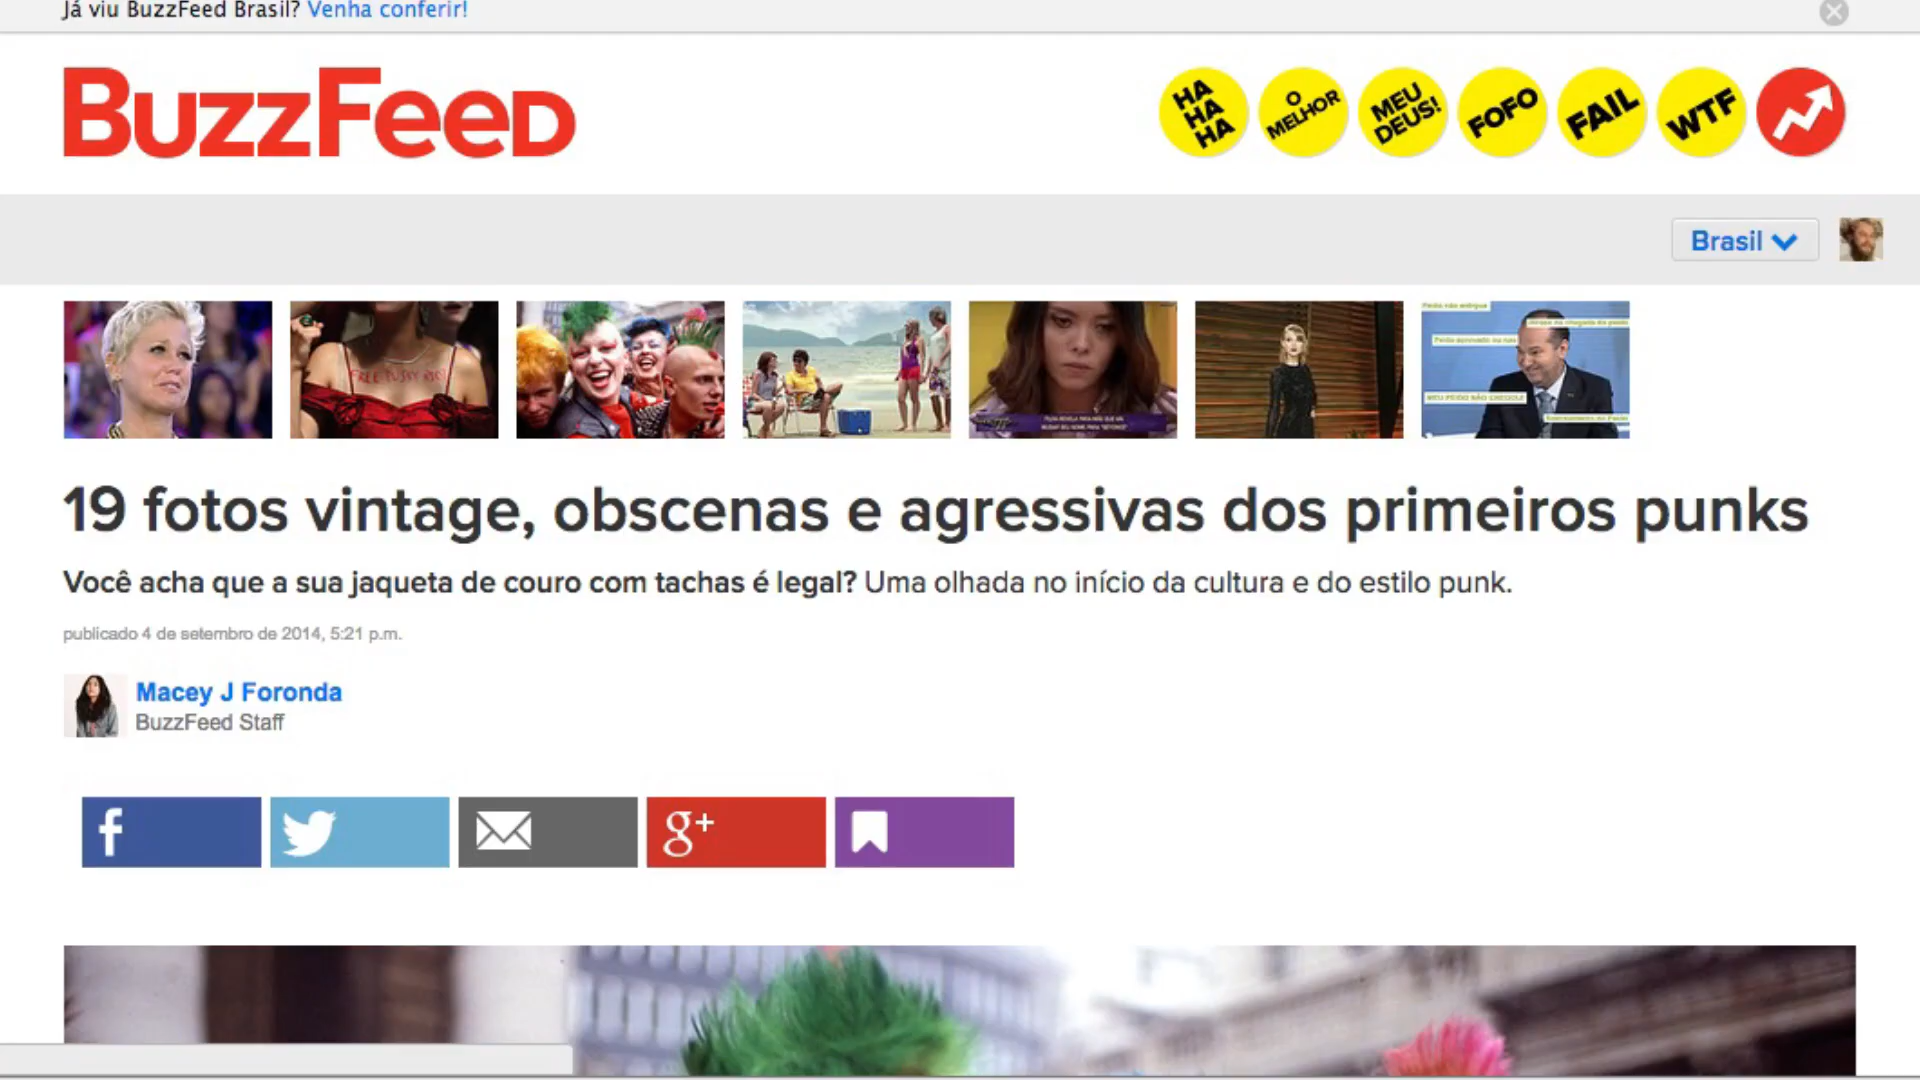 Já viu BuzzFeed Brasil? Venha conferir!
BuzzFeed
HA HA HA
O MELHOR
MEU DEUS!
FOFO
FAIL
WTF
Brasil
19 fotos vintage, obscenas e agressivas dos primeiros punks
Você acha que a sua jaqueta de couro com tachas é legal? Uma olhada no início da cultura e do estilo punk.
publicado 4 de setembro de 2014, 5:21 p.m.
Macey J Foronda
BuzzFeed Staff
f
g+